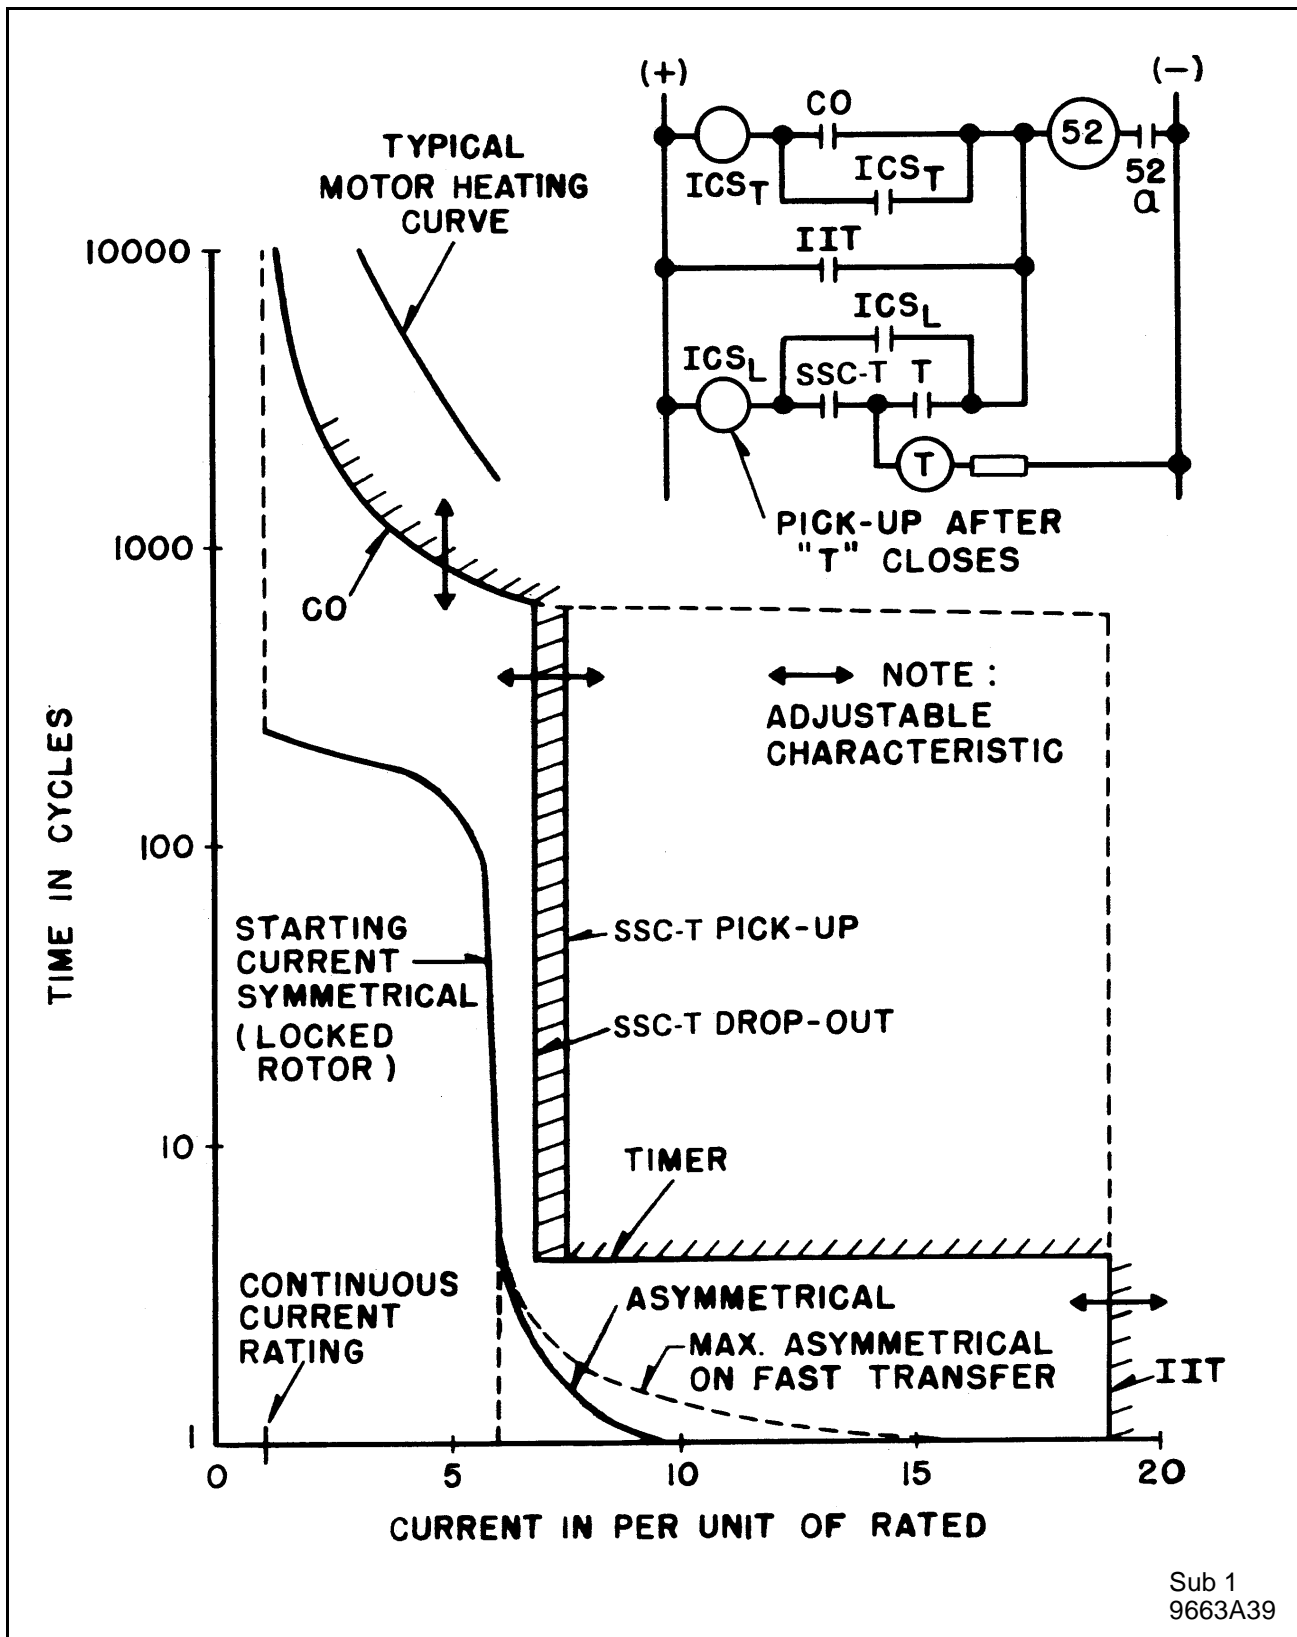 (+)
(-)
CO
52
ICST
ICST
52
a
IIT
ICSL
ICSL
SSC-T
T
T
PICK-UP AFTER
"T" CLOSES
TYPICAL
MOTOR HEATING
CURVE
10000
1000
100
10
1
TIME IN CYCLES
CO
NOTE :
ADJUSTABLE
CHARACTERISTIC
STARTING
CURRENT
SYMMETRICAL
(LOCKED
ROTOR)
SSC-T PICK-UP
SSC-T DROP-OUT
TIMER
CONTINUOUS
CURRENT
RATING
ASYMMETRICAL
MAX. ASYMMETRICAL
ON FAST TRANSFER
IIT
0
5
10
15
20
CURRENT IN PER UNIT OF RATED
Sub 1
9663A39